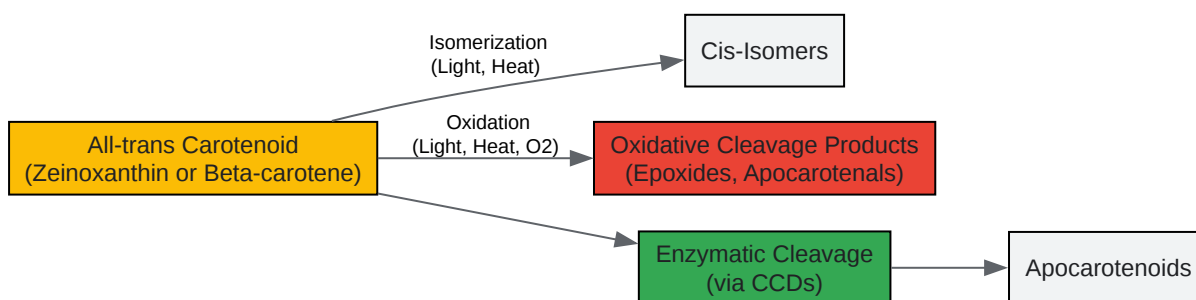 Isomerization
(Light, Heat)
Cis-Isomers
All-trans Carotenoid
(Zeinoxanthin or Beta-carotene)
Oxidation
(Light, Heat, O2)
Oxidative Cleavage Products
(Epoxides, Apocarotenals)
Enzymatic Cleavage
(via CCDs)
Apocarotenoids